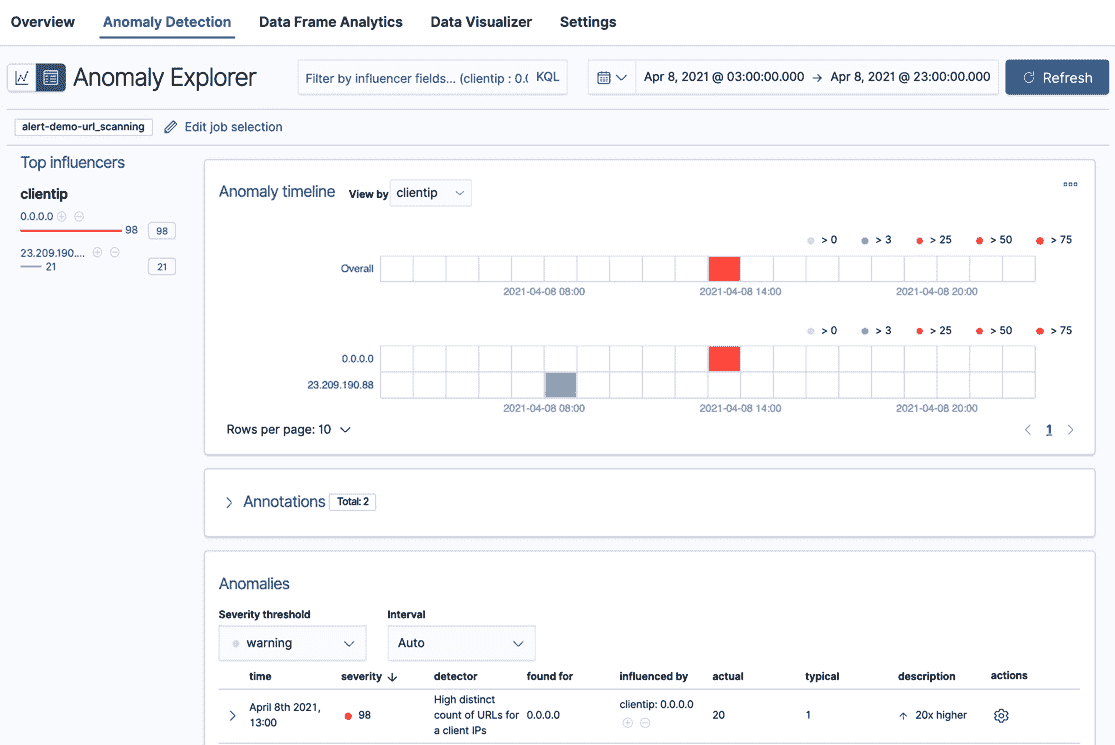 Overview Anomaly Detection Data Frame Analytics Data Visualizer Settings
Anomaly Explorer
Filter by influencer fields... (clientip : 0.( KQL
Apr 8, 2021 @ 03:00:00.000 → Apr 8, 2021 @ 23:00:00.000
Refresh
alert-demo-url_scanning Edit job selection
Top influencers
clientip
0.0.0.0
98 98
23.209.190....
21 21
Anomaly timeline View by clientip
> 0 > 3 > 25 > 50 > 75
Overall
2021-04-08 08:00 2021-04-08 14:00 2021-04-08 20:00
> 0 > 3 > 25 > 50 > 75
0.0.0.0
23.209.190.88
2021-04-08 08:00 2021-04-08 14:00 2021-04-08 20:00
Rows per page: 10 1
Annotations Total: 2
Anomalies
Severity threshold Interval
warning Auto
time severity detector found for influenced by actual typical description actions
April 8th 2021,
13:00
98
High distinct
count of URLs for
a client IPs
0.0.0.0
clientip: 0.0.0.0
20
1
20x higher